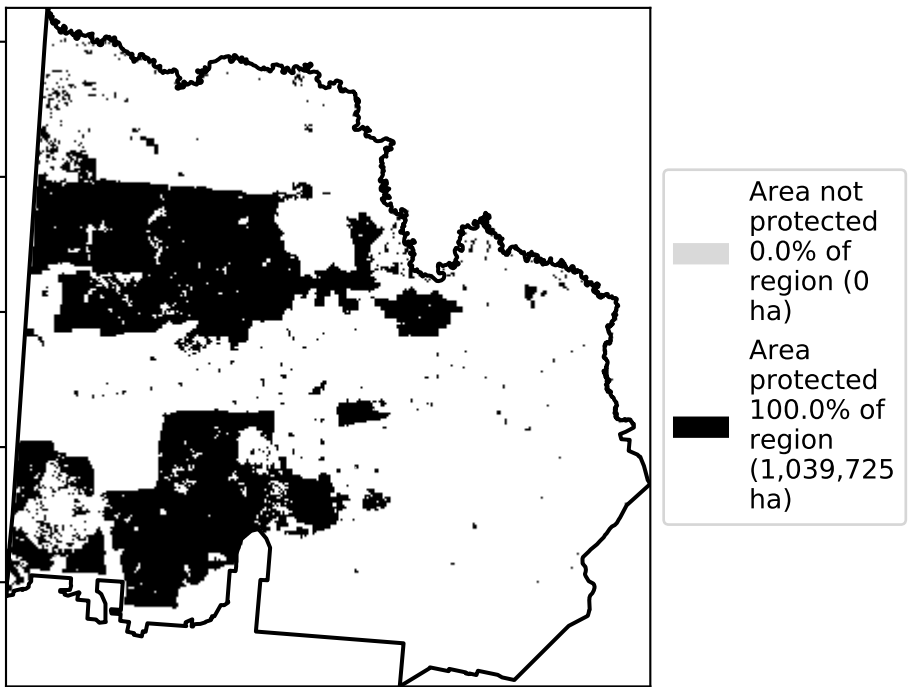 Area not
protected
0.0% of
region (0
ha)
Area
protected
100.0% of
region
(1,039,725
ha)